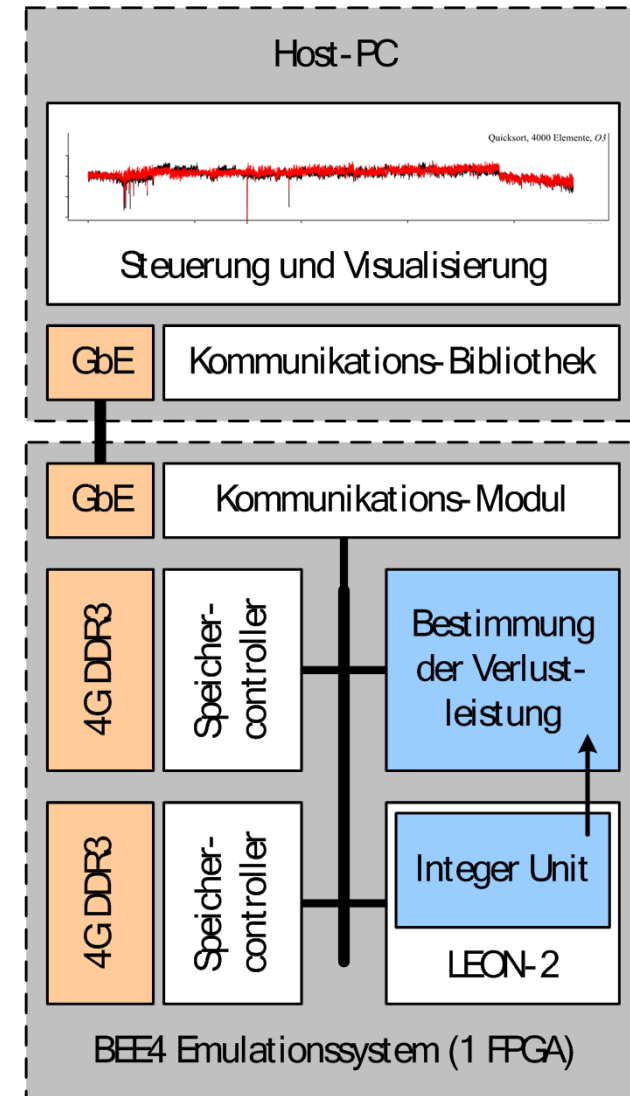 Host-PC
Quicksort, 4000 Elemente, O3
Steuerung und Visualisierung
GbE
Kommunikations-Bibliothek
GbE
Kommunikations-Modul
4G DDR3
Speicher-
controller
Bestimmung
der Verlust-
leistung
4G DDR3
Speicher-
controller
Integer Unit
LEON-2
BEE4 Emulationssystem (1 FPGA)